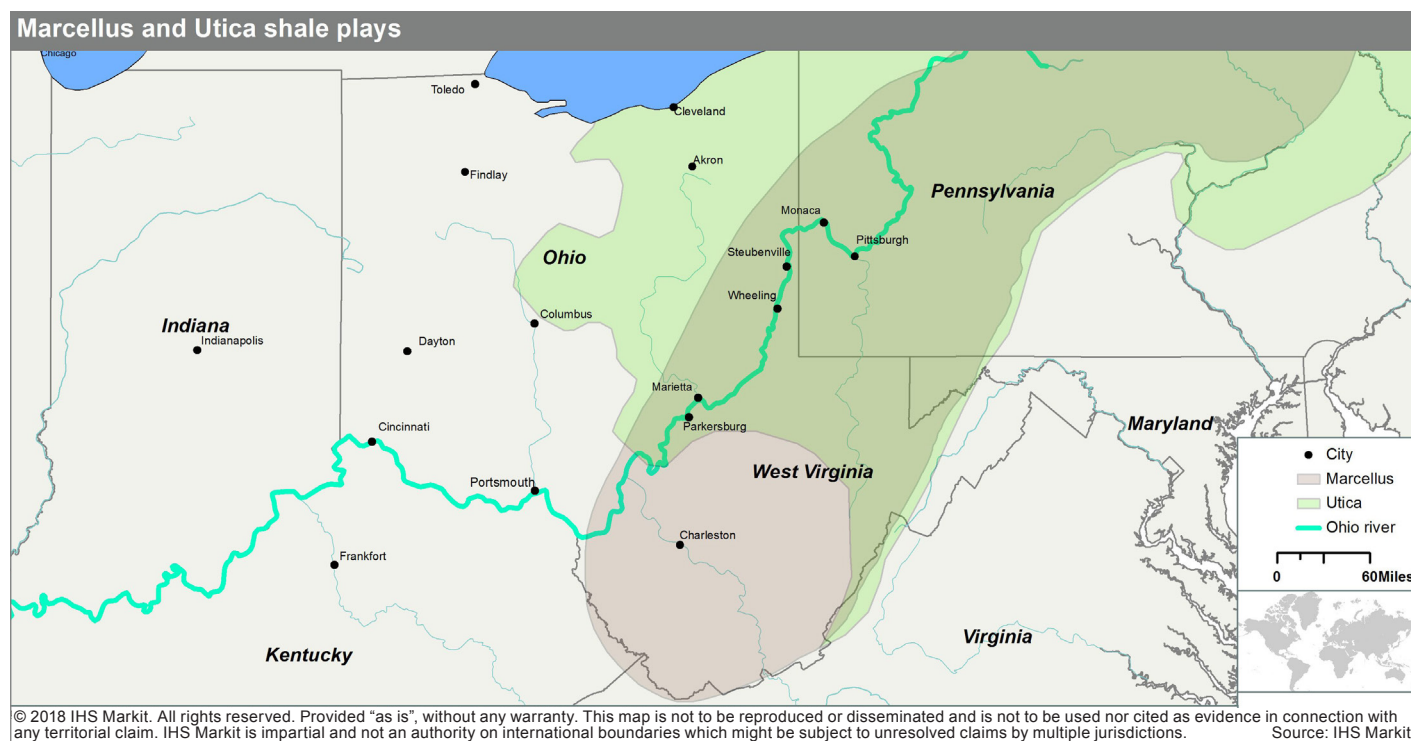 Marcellus and Utica shale plays
Chicago
Toledo
Cleveland
Findlay
Akron
Pennsylvania
Monaca
Pittsburgh
Steubenville
Ohio
Wheeling
Columbus
Indiana
Indianapolis
Dayton
Marietta
Parkersburg
Maryland
Cincinnati
West Virginia
Portsmouth
Charleston
Frankfort
Kentucky
Virginia
City
Marcellus
Utica
Ohio river
0 60Miles
© 2018 IHS Markit. All rights reserved. Provided “as is”, without any warranty. This map is not to be reproduced or disseminated and is not to be used nor cited as evidence in connection with
any territorial claim. IHS Markit is impartial and not an authority on international boundaries which might be subject to unresolved claims by multiple jurisdictions. Source: IHS Markit